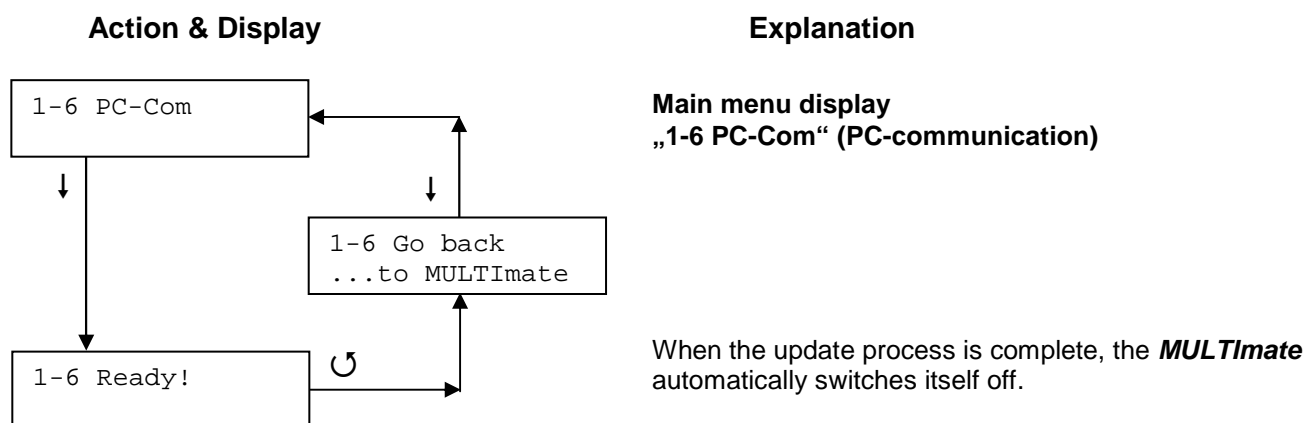 Action & Display
Explanation
1-6 PC-Com
Main menu display
„1-6 PC-Com“ (PC-communication)
1-6 Go back
...to MULTImate
1-6 Ready!
When the update process is complete, the MULTImate
automatically switches itself off.